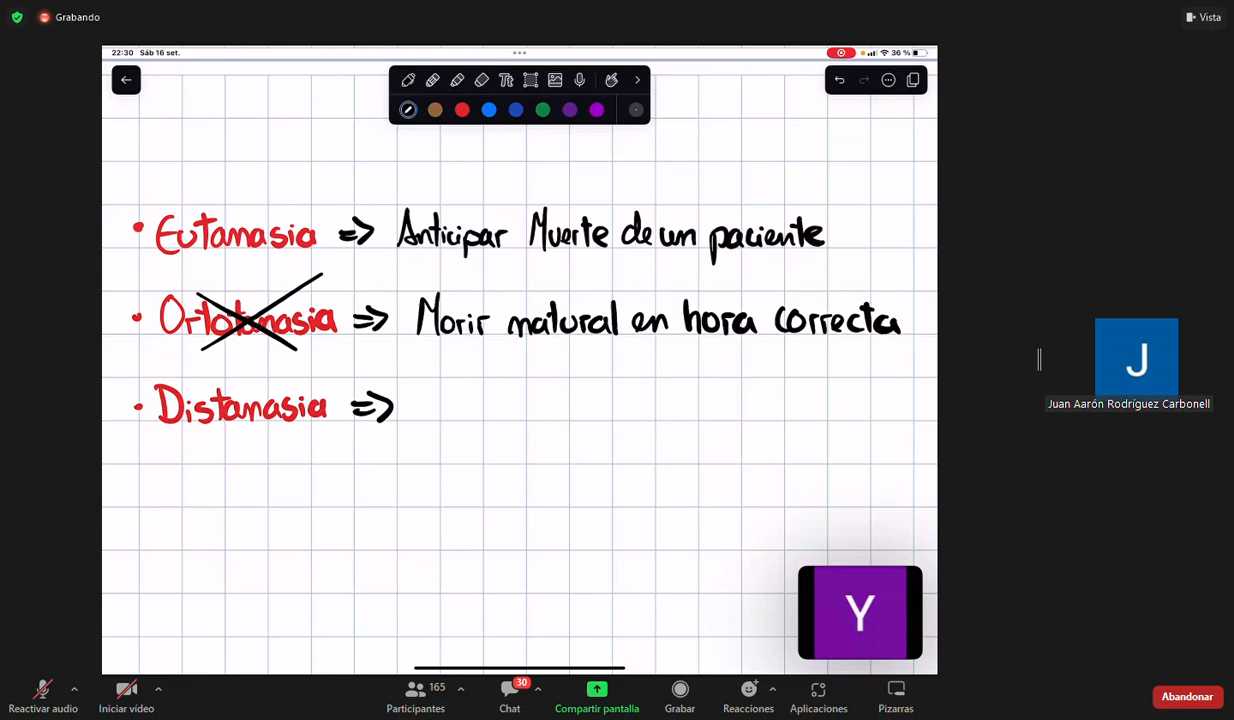 Grabando
Vista
22:30 Sáb 16 set.
36 %
Tt
• Eutanasia => Anticipar Muerte de un paciente
• Ortotanasia => Morir natural en hora correcta
• Distanasia =>
J
Juan Aarón Rodríguez Carbonell
Y
Reactivar audio
Iniciar vídeo
165
Participantes
30
Chat
Compartir pantalla
Grabar
Reacciones
Aplicaciones
Pizarras
Abandonar